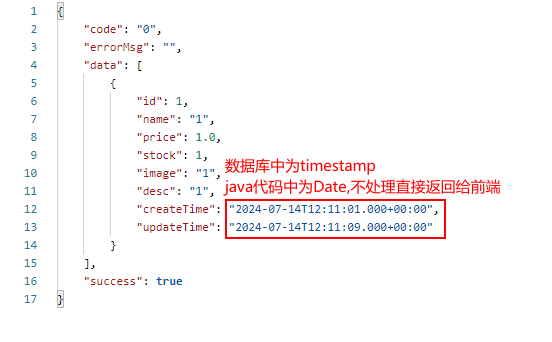 1 {
2 "code": "0",
3 "errorMsg": "",
4 "data": [
5 {
6 "id": 1,
7 "name": "1",
8 "price": 1.0,
9 "stock": 1,
数据库中为timestamp
10 "image": "1",
java代码中为Date,不处理直接返回给前端
11 "desc": "1",
12 "createTime": "2024-07-14T12:11:01.000+00:00",
13 "updateTime": "2024-07-14T12:11:09.000+00:00"
14 }
15 ],
16 "success": true
17 }